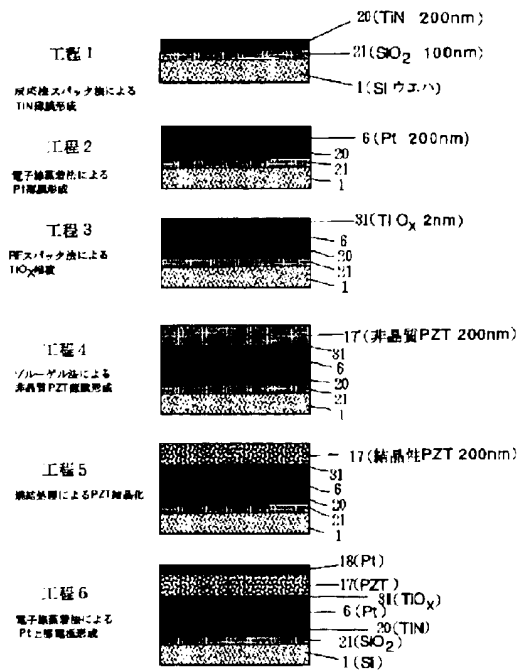 工程1
反応性スパッタ法による
TiN薄膜形成
20(TiN 200nm)
21(SiO2 100nm)
1(Siウエハ)
工程2
電子線蒸着法による
Pt薄膜形成
6(Pt 200nm)
20
21
1
工程3
RFスパッタ法による
TiOx
31(TiOx 2nm)
6
20
21
1
工程4
ゾルーゲル法による
非晶質PZT薄膜形成
17(非晶質PZT 200nm)
31
6
20
21
1
工程5
焼結処理によるPZT結晶化
17(結晶性PZT 200nm)
31
6
20
21
1
工程6
電子線蒸着法による
Pt上部電極形成
18(Pt)
17(PZT)
31(TiOx)
6(Pt)
20(TiN)
21(SiO2)
1(Si)